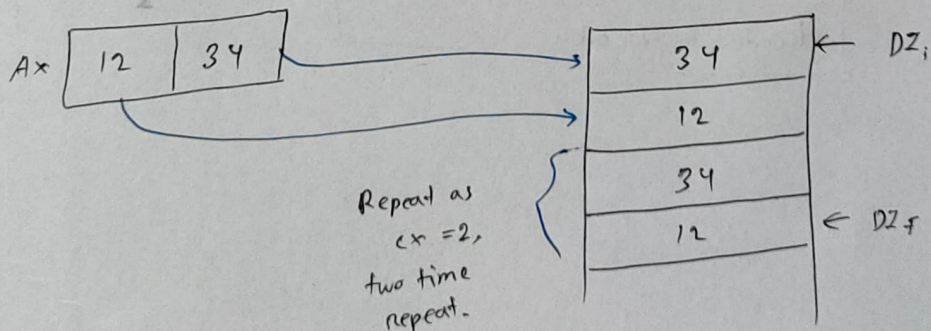 Ax 12 34
34 ← DZi
12
34
12 ← DZf
Repeat as
cx =2,
two time
repeat.